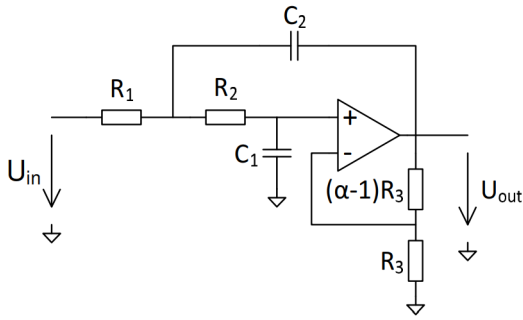 C₂
R₁
R₂
+
C₁
-
Uᵢₙ
(α-1)R₃
Uₒᵤₜ
R₃